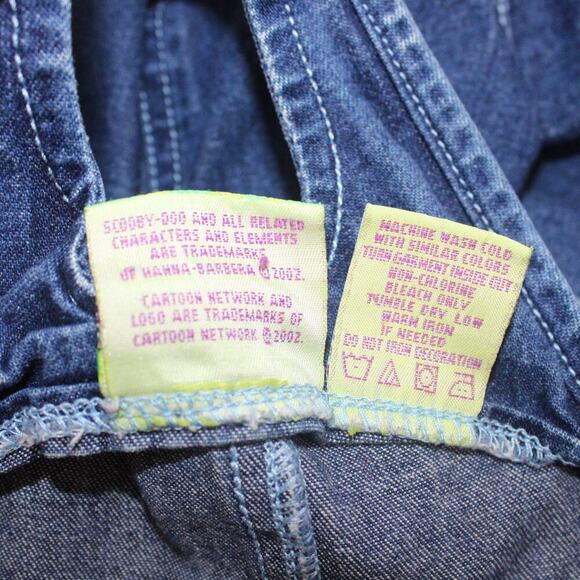 SCOOBY-DOO AND ALL RELATED
CHARACTERS AND ELEMENTS
ARE TRADEMARKS
OF HANNA-BARBERA ©2002.
CARTOON NETWORK AND
LOGO ARE TRADEMARKS OF
CARTOON NETWORK ©2002.
MACHINE WASH COLD
WITH SIMILAR COLORS
TURN GARMENT INSIDE OUT
NON-CHLORINE
BLEACH ONLY
TUMBLE DRY LOW
WARM IRON
IF NEEDED
DO NOT IRON DECORATION